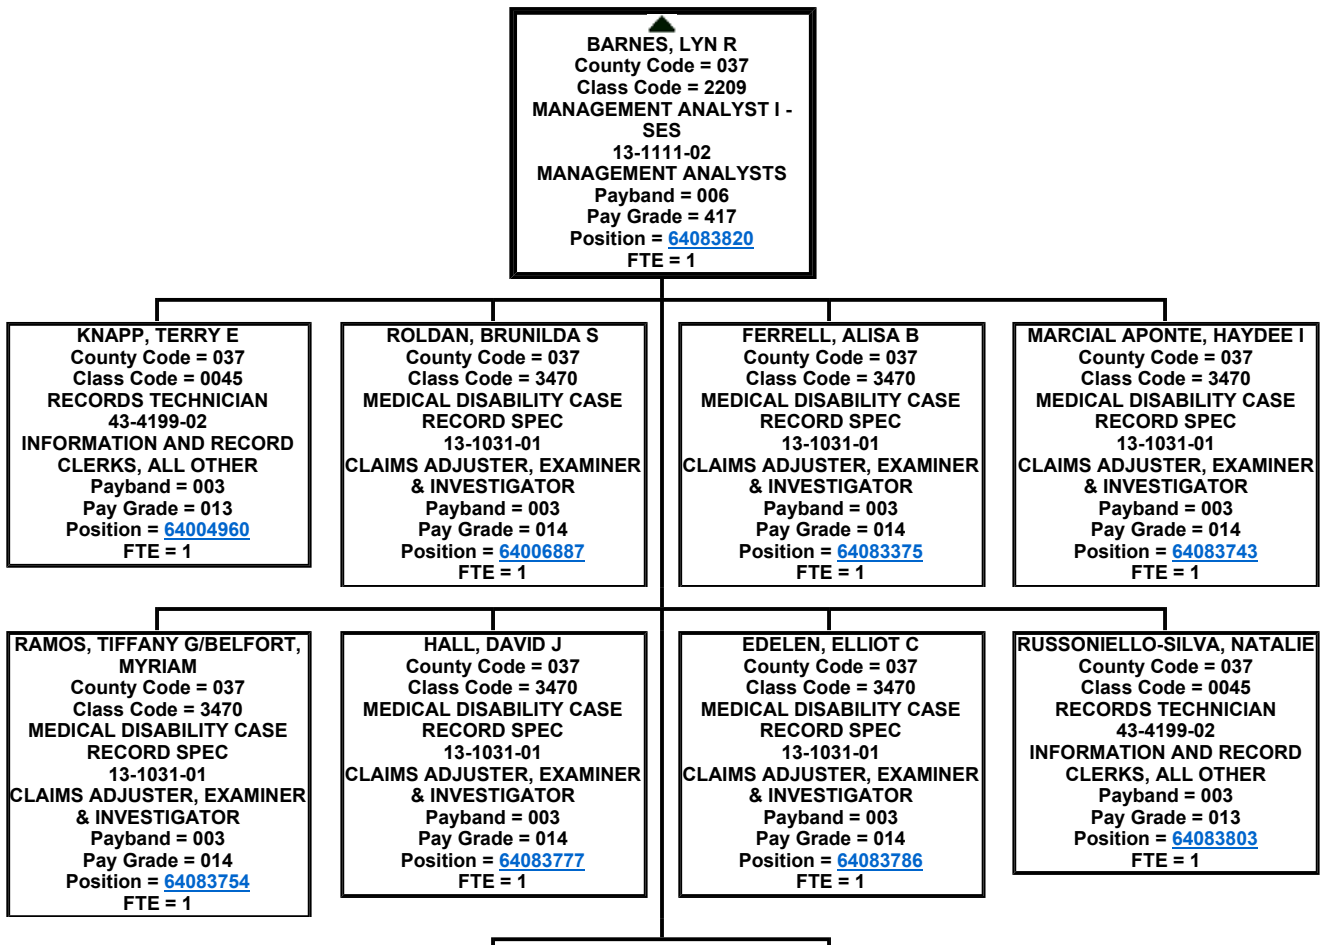 BARNES, LYN R
County Code = 037
Class Code = 2209
MANAGEMENT ANALYST I -
SES
13-1111-02
MANAGEMENT ANALYSTS
Payband = 006
Pay Grade = 417
Position = 64083820
FTE = 1
KNAPP, TERRY E
County Code = 037
Class Code = 0045
RECORDS TECHNICIAN
43-4199-02
INFORMATION AND RECORD
CLERKS, ALL OTHER
Payband = 003
Pay Grade = 013
Position = 64004960
FTE = 1
ROLDAN, BRUNILDA S
County Code = 037
Class Code = 3470
MEDICAL DISABILITY CASE
RECORD SPEC
13-1031-01
CLAIMS ADJUSTER, EXAMINER
& INVESTIGATOR
Payband = 003
Pay Grade = 014
Position = 64006887
FTE = 1
FERRELL, ALISA B
County Code = 037
Class Code = 3470
MEDICAL DISABILITY CASE
RECORD SPEC
13-1031-01
CLAIMS ADJUSTER, EXAMINER
& INVESTIGATOR
Payband = 003
Pay Grade = 014
Position = 64083375
FTE = 1
MARCIAL APONTE, HAYDEE I
County Code = 037
Class Code = 3470
MEDICAL DISABILITY CASE
RECORD SPEC
13-1031-01
CLAIMS ADJUSTER, EXAMINER
& INVESTIGATOR
Payband = 003
Pay Grade = 014
Position = 64083743
FTE = 1
RAMOS, TIFFANY G/BELFORT,
MYRIAM
County Code = 037
Class Code = 3470
MEDICAL DISABILITY CASE
RECORD SPEC
13-1031-01
CLAIMS ADJUSTER, EXAMINER
& INVESTIGATOR
Payband = 003
Pay Grade = 014
Position = 64083754
FTE = 1
HALL, DAVID J
County Code = 037
Class Code = 3470
MEDICAL DISABILITY CASE
RECORD SPEC
13-1031-01
CLAIMS ADJUSTER, EXAMINER
& INVESTIGATOR
Payband = 003
Pay Grade = 014
Position = 64083777
FTE = 1
EDELEN, ELLIOT C
County Code = 037
Class Code = 3470
MEDICAL DISABILITY CASE
RECORD SPEC
13-1031-01
CLAIMS ADJUSTER, EXAMINER
& INVESTIGATOR
Payband = 003
Pay Grade = 014
Position = 64083786
FTE = 1
RUSSONIELLO-SILVA, NATALIE
County Code = 037
Class Code = 0045
RECORDS TECHNICIAN
43-4199-02
INFORMATION AND RECORD
CLERKS, ALL OTHER
Payband = 003
Pay Grade = 013
Position = 64083803
FTE = 1